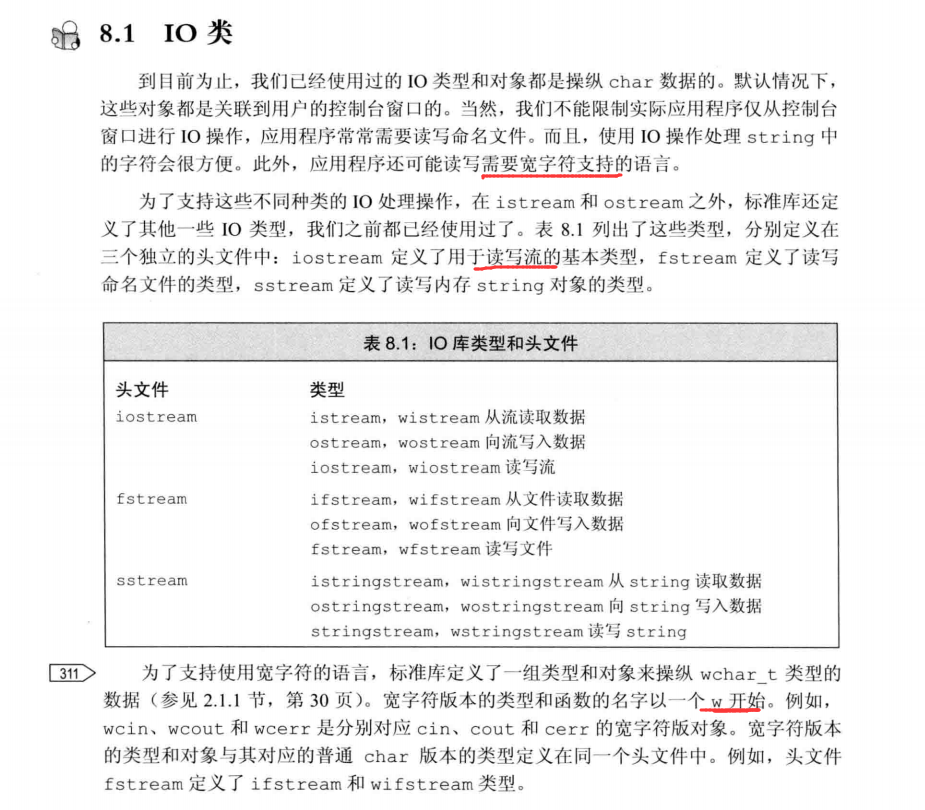 8.1 IO 类
到目前为止，我们已经使用过的 IO 类型和对象都是操纵 char 数据的。默认情况下，
这些对象都是关联到用户的控制台窗口的。当然，我们不能限制实际应用程序仅从控制台
窗口进行 IO 操作，应用程序常常需要读写命名文件。而且，使用 IO 操作处理 string 中
的字符会很方便。此外，应用程序还可能读写需要宽字符支持的语言。
为了支持这些不同种类的 IO 处理操作，在 istream 和 ostream 之外，标准库还定
义了其他一些 IO 类型，我们之前都已经使用过了。表 8.1 列出了这些类型，分别定义在
三个独立的头文件中：iostream 定义了用于读写流的基本类型，fstream 定义了读写
命名文件的类型，sstream 定义了读写内存 string 对象的类型。
表 8.1：IO 库类型和头文件
头文件 类型
iostream istream，wistream 从流读取数据
ostream，wostream 向流写入数据
iostream，wiostream 读写流
fstream ifstream，wifstream 从文件读取数据
ofstream，wofstream 向文件写入数据
fstream，wfstream 读写文件
sstream istringstream，wistringstream 从 string 读取数据
ostringstream，wostringstream 向 string 写入数据
stringstream，wstringstream 读写 string
311 为了支持使用宽字符的语言，标准库定义了一组类型和对象来操纵 wchar_t 类型的
数据（参见 2.1.1 节，第 30 页）。宽字符版本的类型和函数的名字以一个 w 开始。例如，
wcin、wcout 和 wcerr 是分别对应 cin、cout 和 cerr 的宽字符版对象。宽字符版本
的类型和对象与其对应的普通 char 版本的类型定义在同一个头文件中。例如，头文件
fstream 定义了 ifstream 和 wifstream 类型。